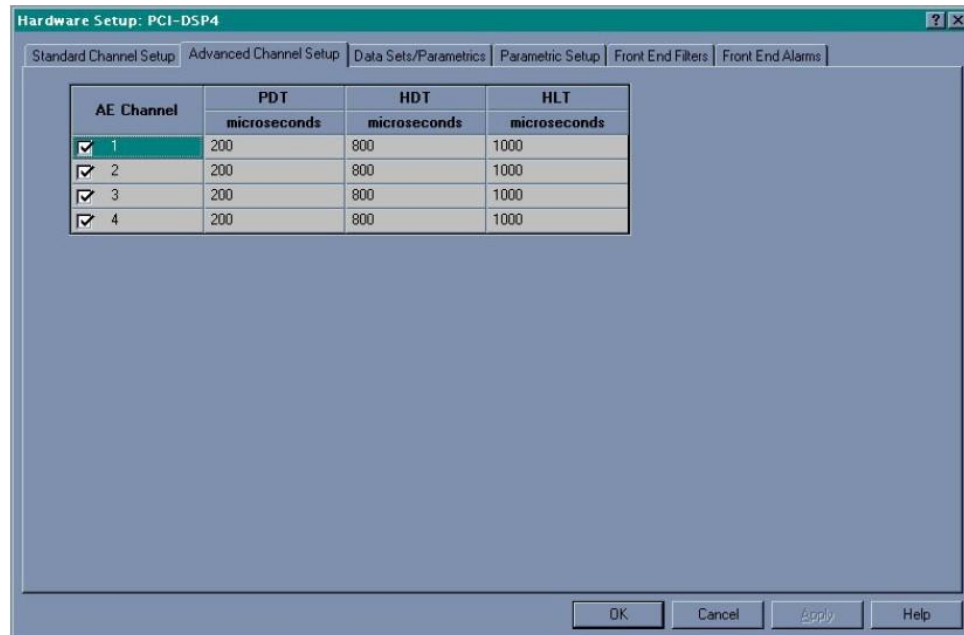 Hardware Setup: PCI-DSP4
? X
Standard Channel Setup Advanced Channel Setup Data Sets/Parametrics Parametric Setup Front End Filters Front End Alarms
AE Channel PDT HDT HLT
microseconds microseconds microseconds
1 200 800 1000
2 200 800 1000
3 200 800 1000
4 200 800 1000
OK Cancel Apply Help